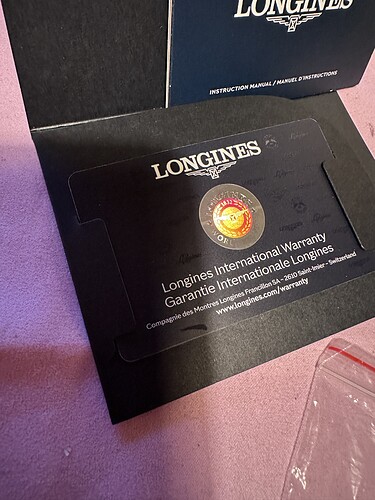 LONGINES
INSTRUCTION MANUAL / MANUEL D'INSTRUCTIONS
LONGINES
Longines International Warranty
Garantie Internationale Longines
Compagnie des Montres Longines Francillon SA - 2610 Saint-Imier - Switzerland
www.longines.com/warranty